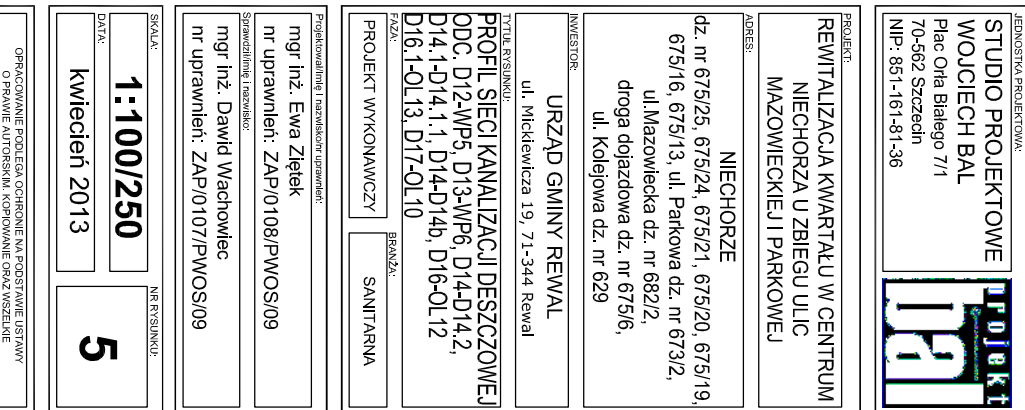 JEDNOSTKA PROJEKTOWA:
STUDIO PROJEKTOWE
WOJCIECH BAL
Plac Orła Białego 7/1
70-562 Szczecin
NIP: 851-161-81-36
projekt
bal
PROJEKT:
REWITALIZACJA KWARTAŁU W CENTRUM
NIECHORZA U ZBIEGU ULIC
MAZOWIECKIEJ I PARKOWEJ
ADRES:
NIECHORZE
dz. nr 675/25, 675/24, 675/21, 675/20, 675/19,
675/16, 675/13, ul. Parkowa dz. nr 673/2,
ul.Mazowiecka dz. nr 682/2,
droga dojazdowa dz. nr 675/6,
ul. Kolejowa dz. nr 629
INWESTOR:
URZĄD GMINY REWAL
ul. Mickiewicza 19, 71-344 Rewal
TYTUŁ RYSUNKU:
PROFIL SIECI KANALIZACJI DESZCZOWEJ
ODC. D12-WP5, D13-WP6, D14-D14.2,
D14.1-D14.1.1, D14-D14b, D16-OL12
D16.1-OL13, D17-OL10
FAZA:
PROJEKT WYKONAWCZY
BRANŻA:
SANITARNA
Projektował/imię i nazwisko/nr uprawnień:
mgr inż. Ewa Ziętek
nr uprawnień: ZAP/0108/PWOS/09
Sprawdził/imię i nazwisko:
mgr inż. Dawid Wachowiec
nr uprawnień: ZAP/0107/PWOS/09
SKALA:
1:100/250
DATA:
kwiecień 2013
NR RYSUNKU:
5
OPRACOWANIE PODLEGA OCHRONIE NA PODSTAWIE USTAWY
O PRAWIE AUTORSKIM. KOPIOWANIE ORAZ WSZELKIE